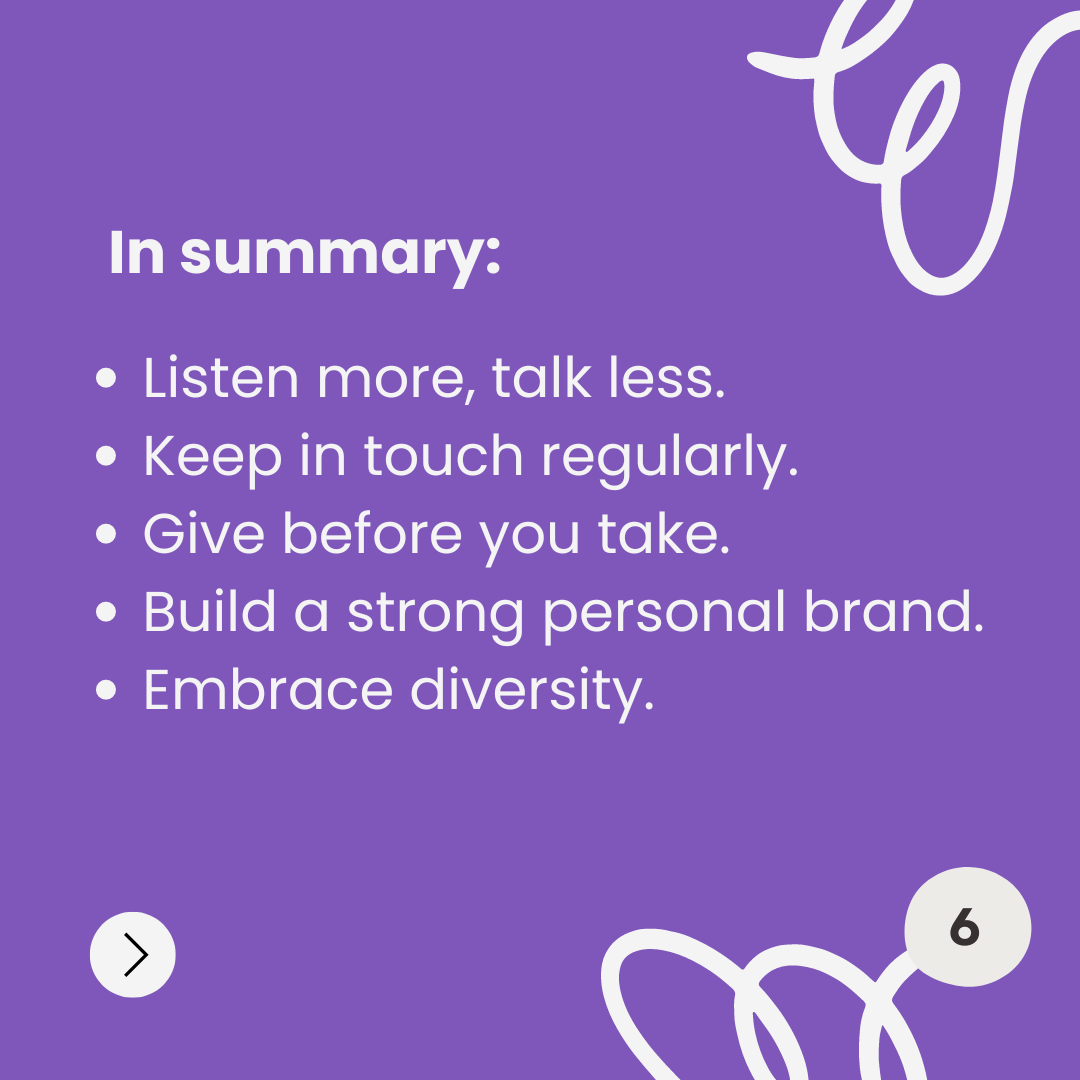 In summary:
• Listen more, talk less.
• Keep in touch regularly.
• Give before you take.
• Build a strong personal brand.
• Embrace diversity.
6